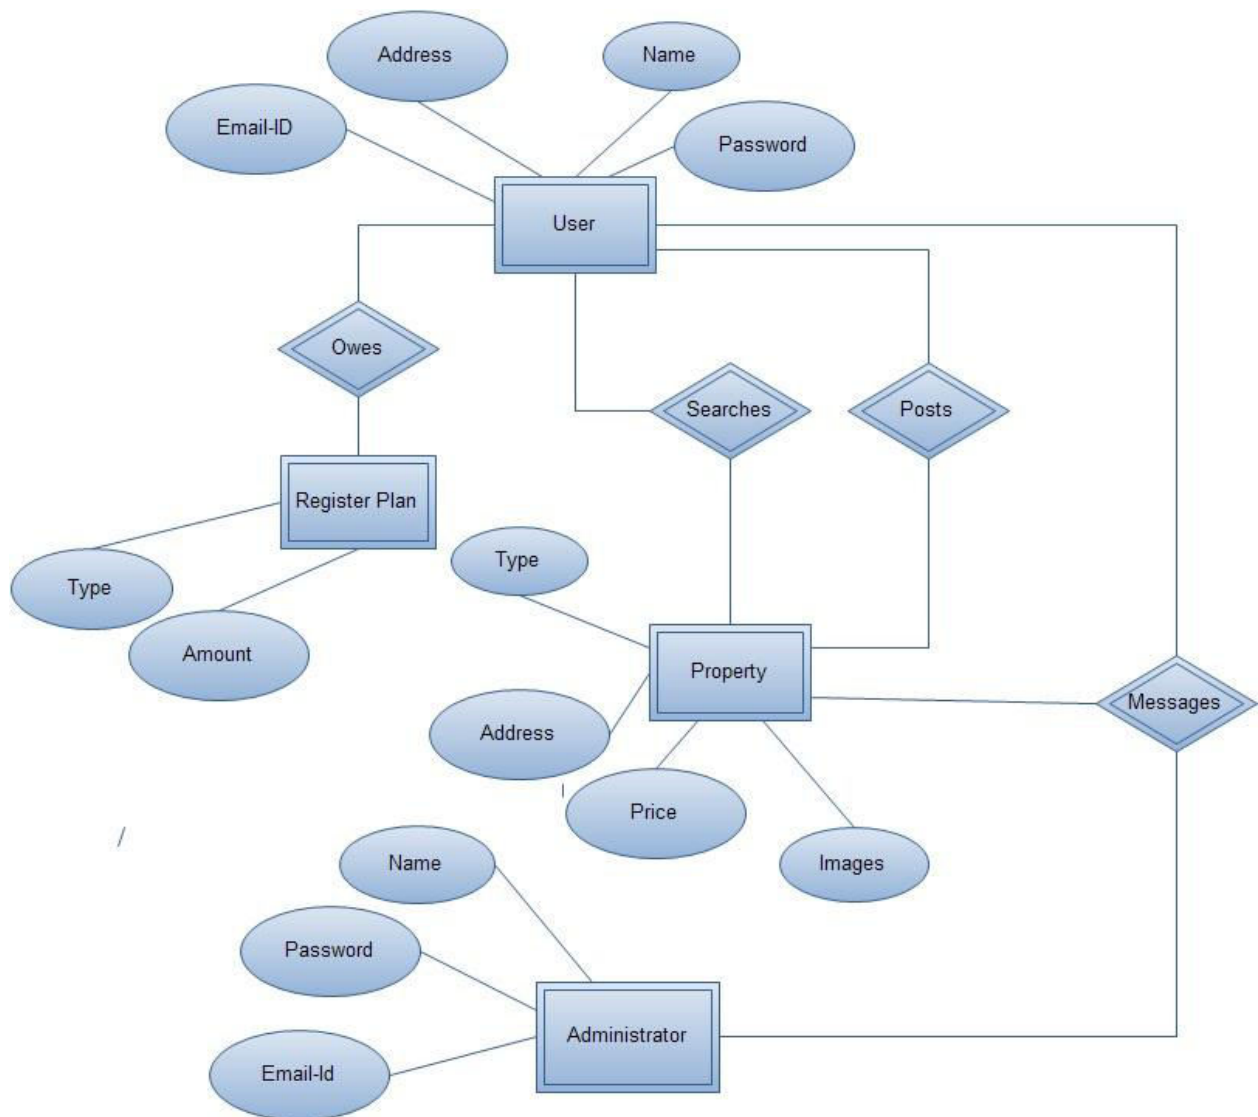 Address
Name
Email-ID
Password
User
Owes
Searches
Posts
Register Plan
Type
Type
Amount
Property
Messages
Address
Price
Images
/
|
Name
Password
Administrator
Email-Id